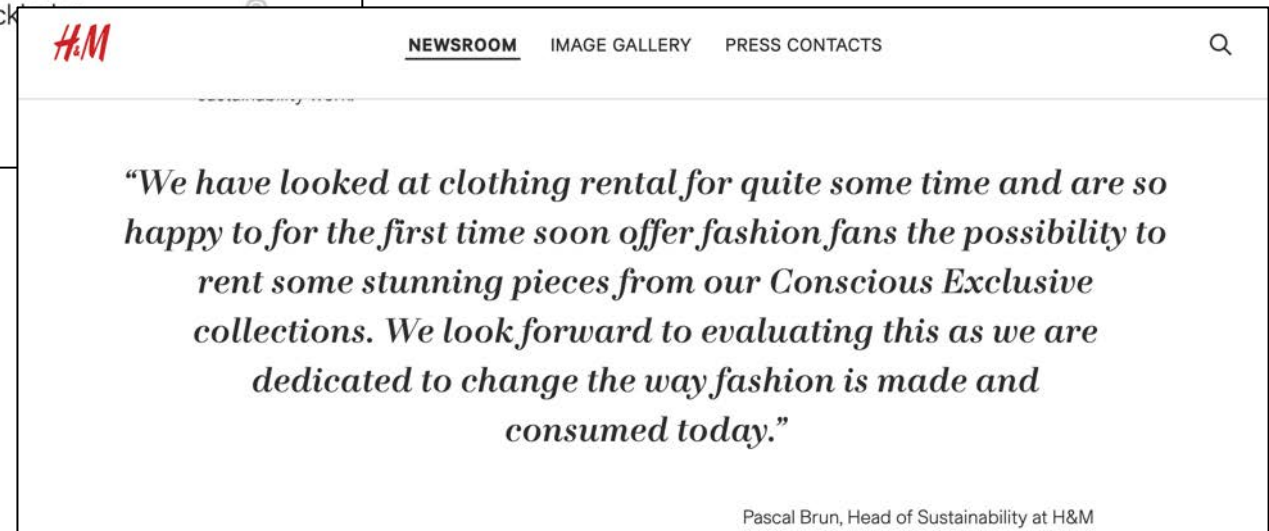 H&M
NEWSROOM IMAGE GALLERY PRESS CONTACTS
“We have looked at clothing rental for quite some time and are so
happy to for the first time soon offer fashion fans the possibility to
rent some stunning pieces from our Conscious Exclusive
collections. We look forward to evaluating this as we are
dedicated to change the way fashion is made and
consumed today.”
Pascal Brun, Head of Sustainability at H&M